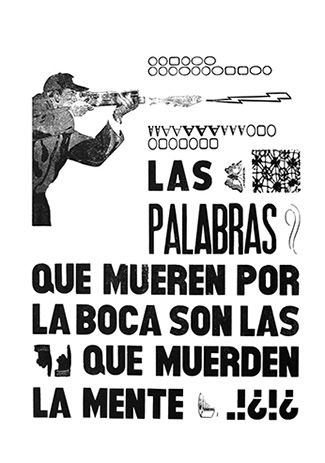 LAS
PALABRAS
QUE MUEREN POR
LA BOCA SON LAS
QUE MUERDEN
LA MENTE .!¿!¿